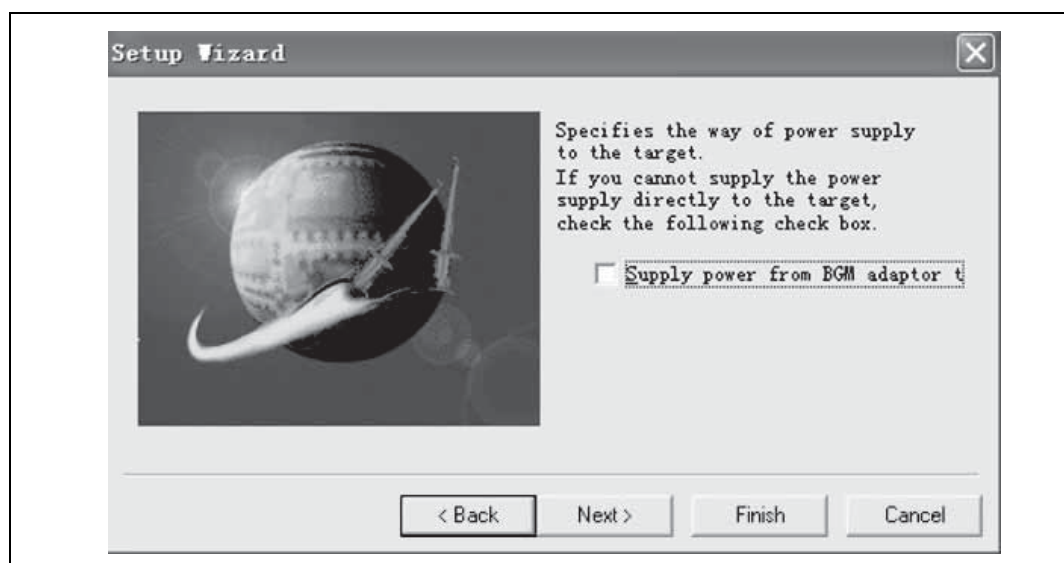 Setup Wizard
Specifies the way of power supply
to the target.
If you cannot supply the power
supply directly to the target,
check the following check box.
Supply power from BGM adaptor t
< Back
Next >
Finish
Cancel